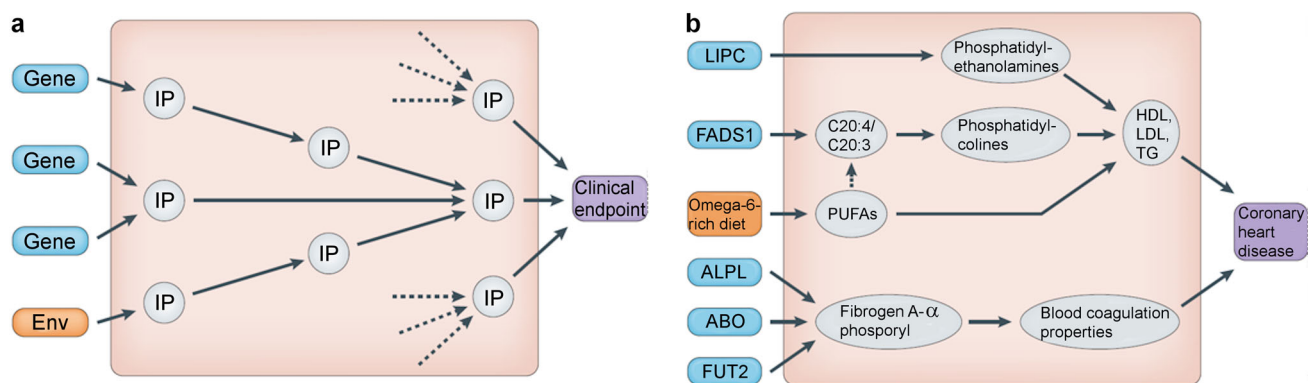 a
Gene
Gene
Gene
Env
IP
IP
IP
IP
IP
IP
IP
IP
Clinical
endpoint
b
LIPC
FADS1
Omega-6-
rich diet
ALPL
ABO
FUT2
Phosphatidyl-
ethanolamines
C20:4/
C20:3
Phosphatidyl-
colines
PUFAs
HDL,
LDL,
TG
Fibrogen A-α
phosporyl
Blood coagulation
properties
Coronary
heart
disease